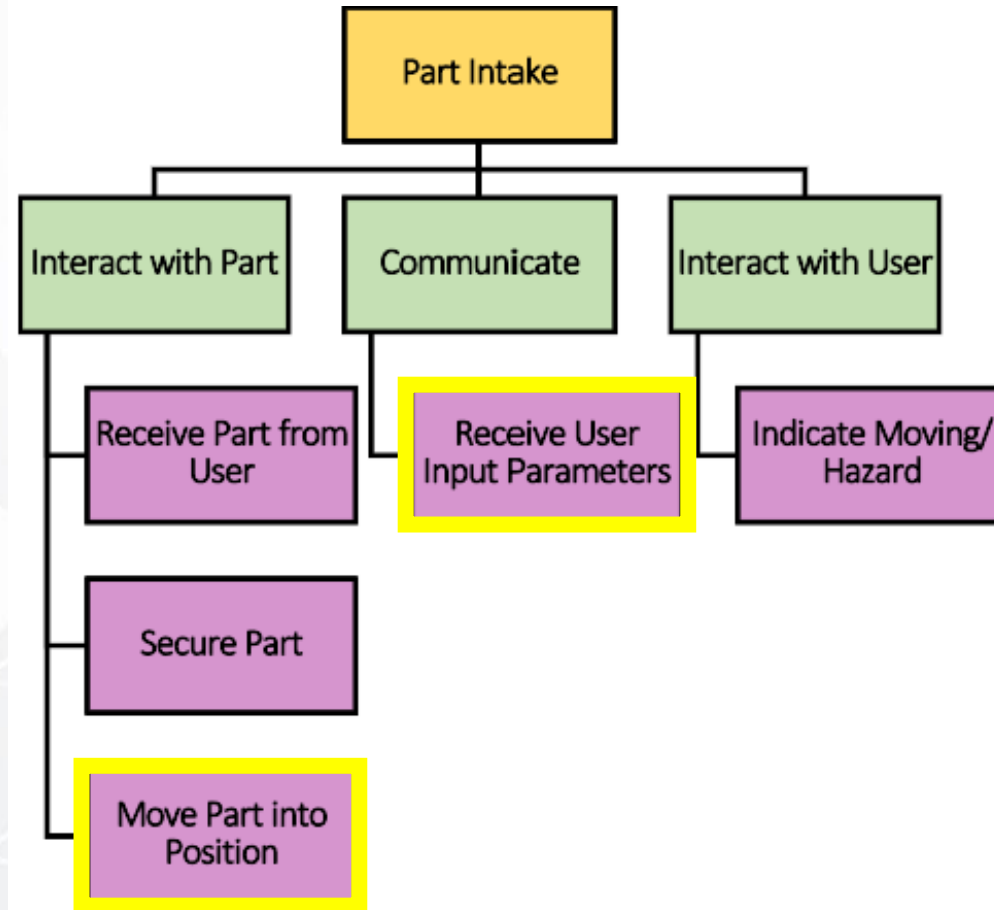 Part Intake
Interact with Part
Communicate
Interact with User
Receive Part from
User
Receive User
Input Parameters
Indicate Moving/
Hazard
Secure Part
Move Part into
Position